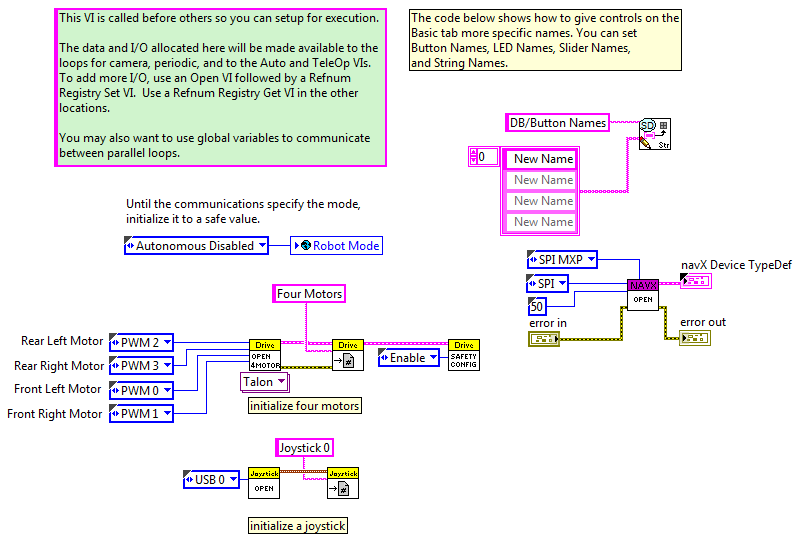 This VI is called before others so you can setup for execution.
The data and I/O allocated here will be made available to the
loops for camera, periodic, and to the Auto and TeleOp VIs.
To add more I/O, use an Open VI followed by a Refnum
Registry Set VI.  Use a Refnum Registry Get VI in the other
locations.
You may also want to use global variables to communicate
between parallel loops.
The code below shows how to give controls on the
Basic tab more specific names. You can set
Button Names, LED Names, Slider Names,
and String Names.
DB/Button Names
SD
Str
0
New Name
New Name
New Name
New Name
Until the communications specify the mode,
initialize it to a safe value.
Autonomous Disabled
Robot Mode
SPI MXP
navX Device TypeDef
SPI
NAVX
OPEN
50
error in
error out
Four Motors
Rear Left Motor
PWM 2
Rear Right Motor
PWM 3
Front Left Motor
PWM 0
Front Right Motor
PWM 1
Drive
OPEN
4MOTOR
Talon
Drive
#
Enable
Drive
SAFETY
CONFIG
initialize four motors
Joystick 0
USB 0
Joystick
OPEN
Joystick
#
initialize a joystick